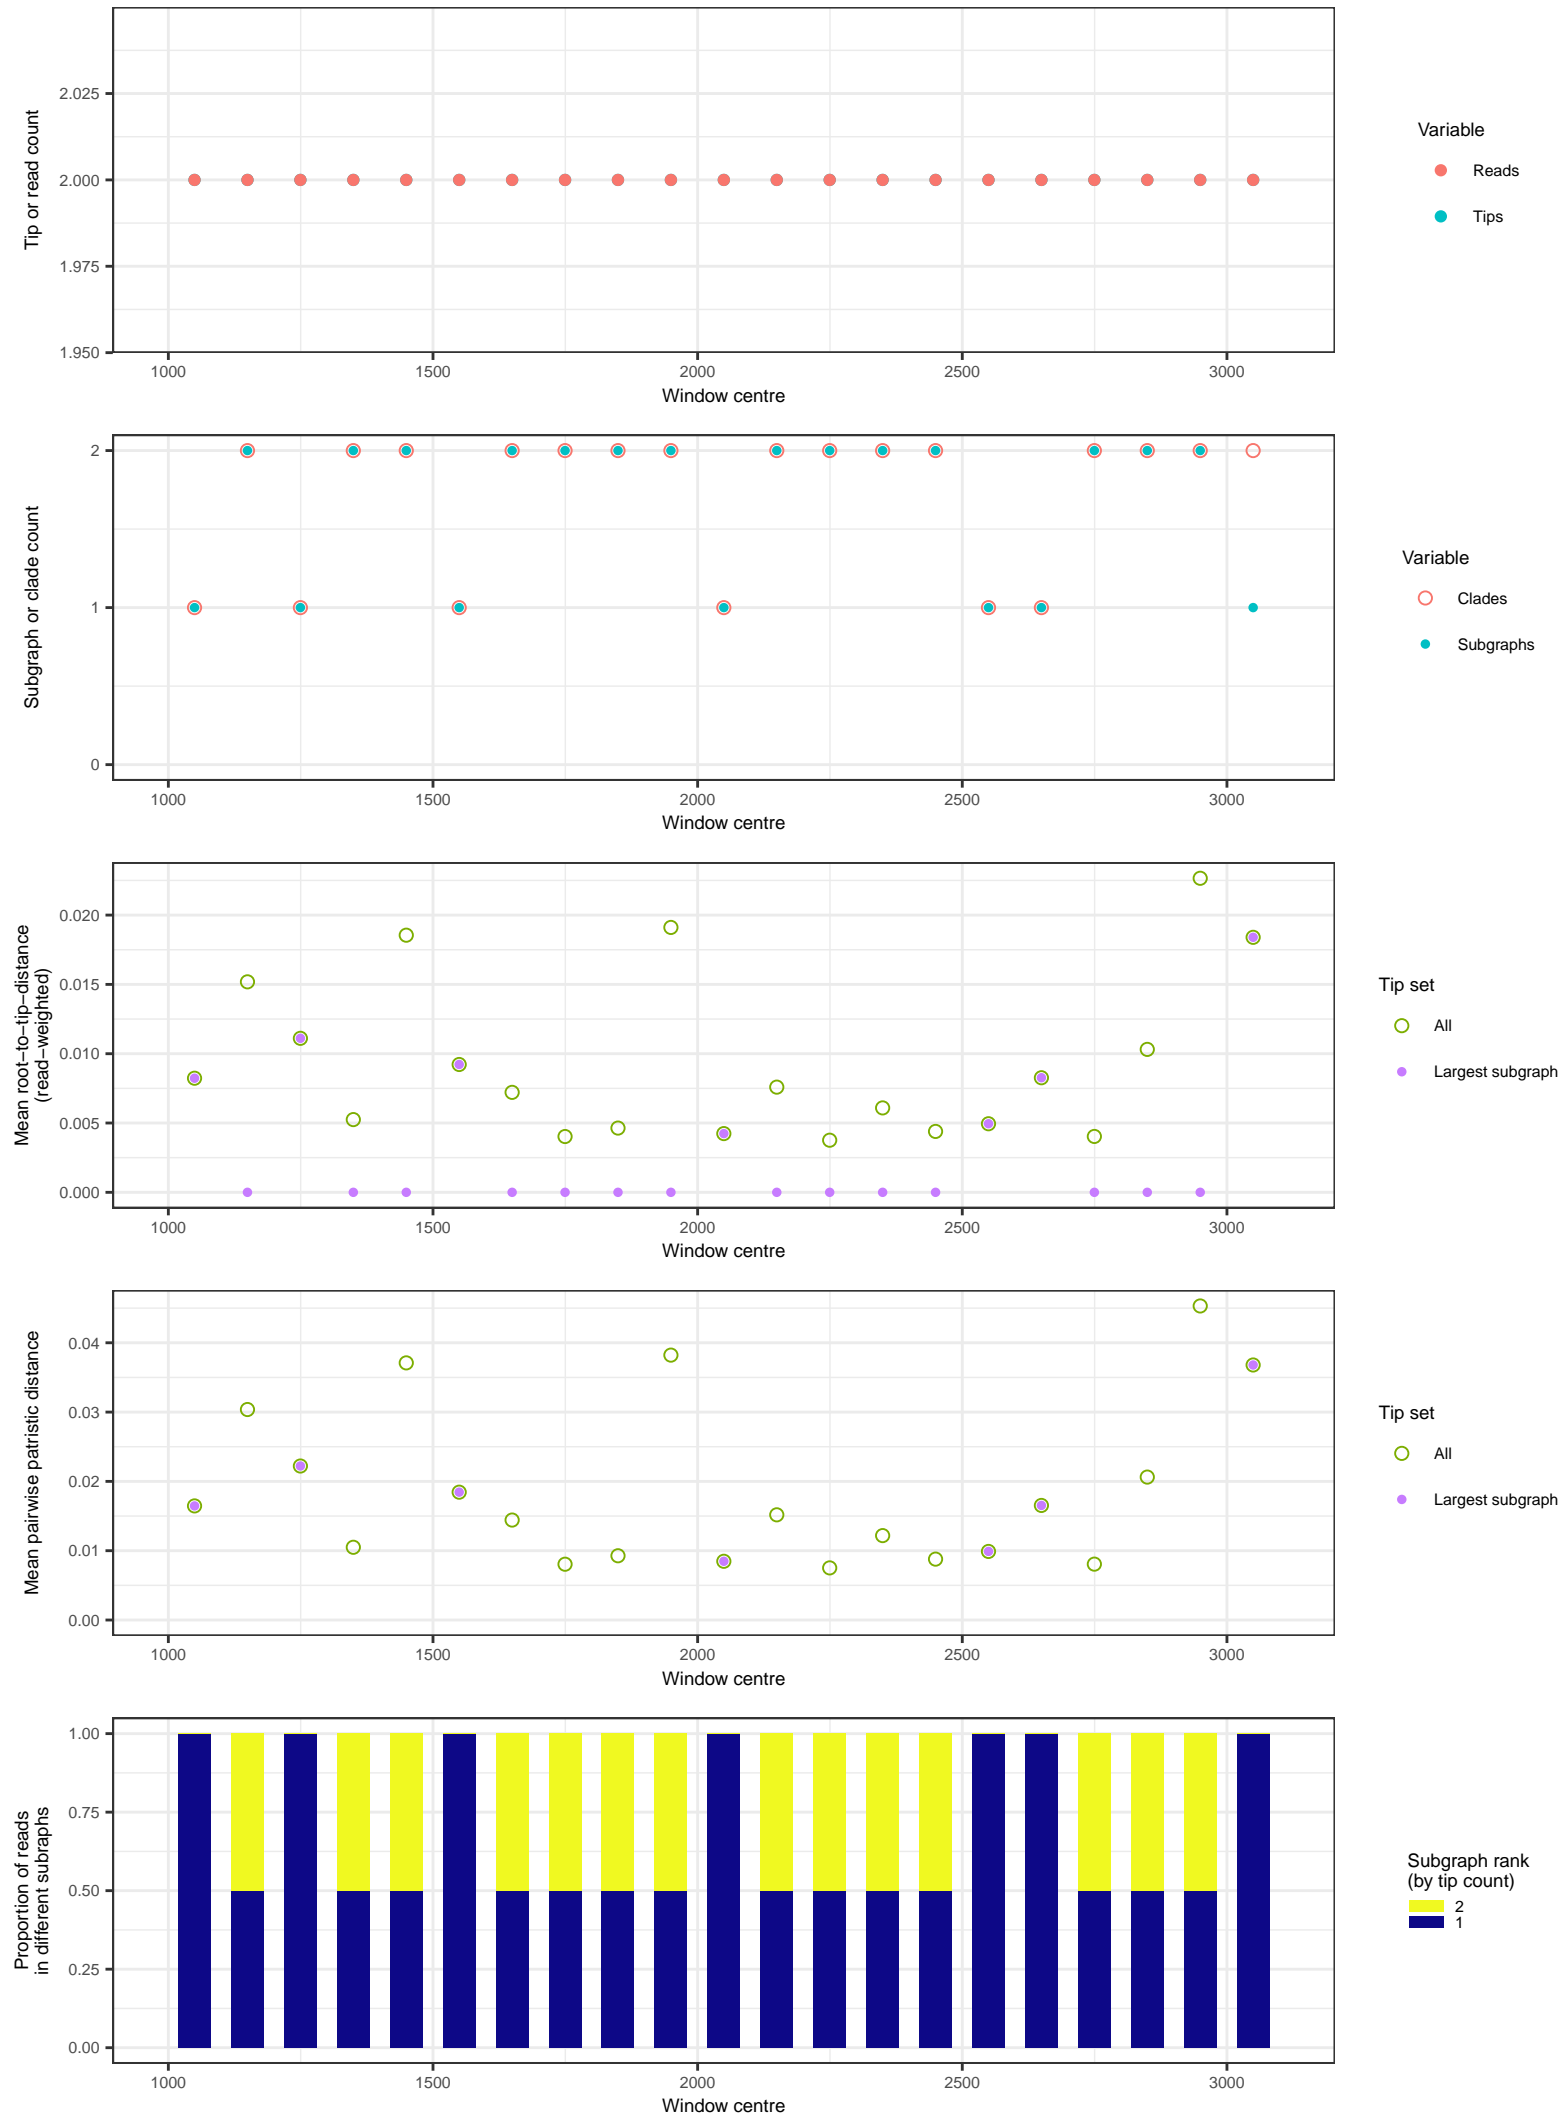 Tip or read count
2.025
2.000
1.975
1.950
1000 1500 2000 2500 3000
Window centre
Variable
Reads
Tips
Subgraph or clade count
2
1
0
1000 1500 2000 2500 3000
Window centre
Variable
Clades
Subgraphs
Mean root−to−tip−distance
(read−weighted)
0.020
0.015
0.010
0.005
0.000
1000 1500 2000 2500 3000
Window centre
Tip set
All
Largest subgraph
Mean pairwise patristic distance
0.04
0.03
0.02
0.01
0.00
1000 1500 2000 2500 3000
Window centre
Tip set
All
Largest subgraph
Proportion of reads
in different subraphs
1.00
0.75
0.50
0.25
0.00
1000 1500 2000 2500 3000
Window centre
Subgraph rank
(by tip count)
2
1